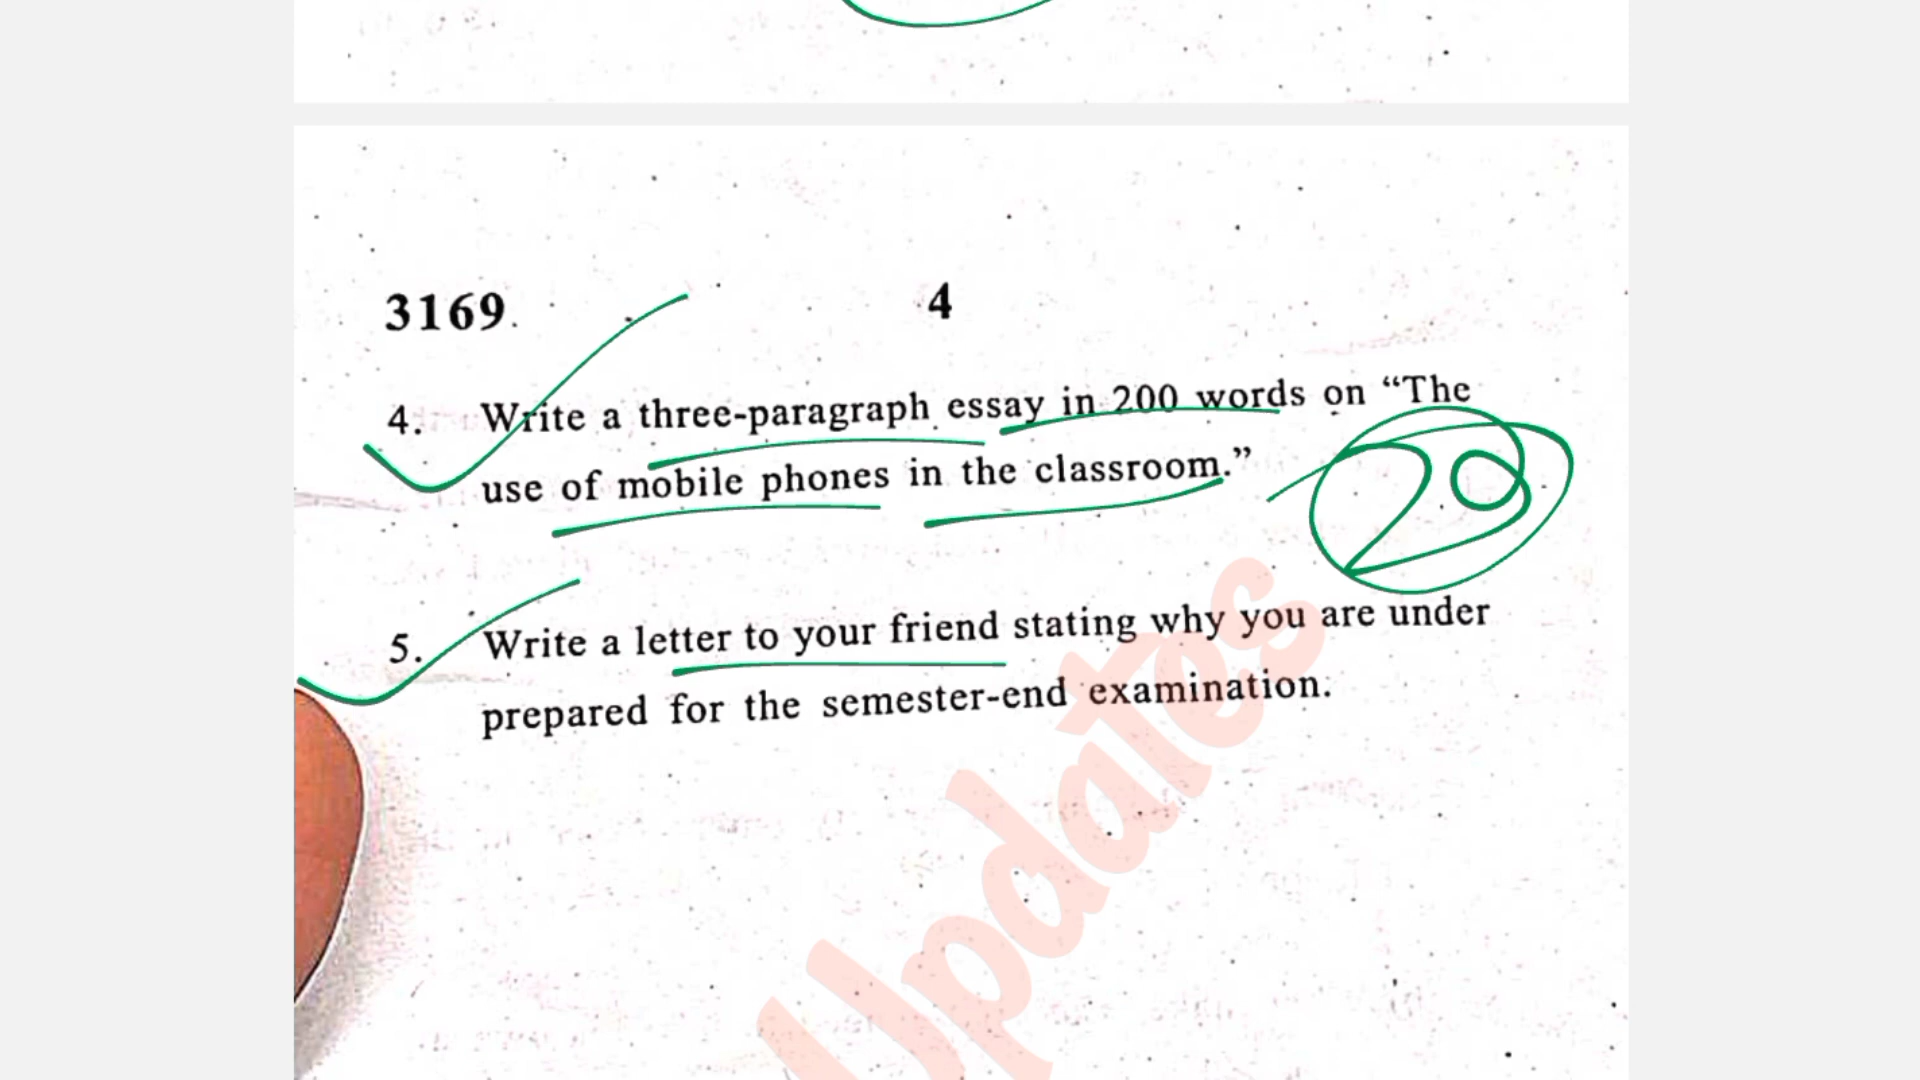 3169
4
4. Write a three-paragraph essay in 200 words on “The
use of mobile phones in the classroom.”
20
5. Write a letter to your friend stating why you are under
prepared for the semester-end examination.
Updates